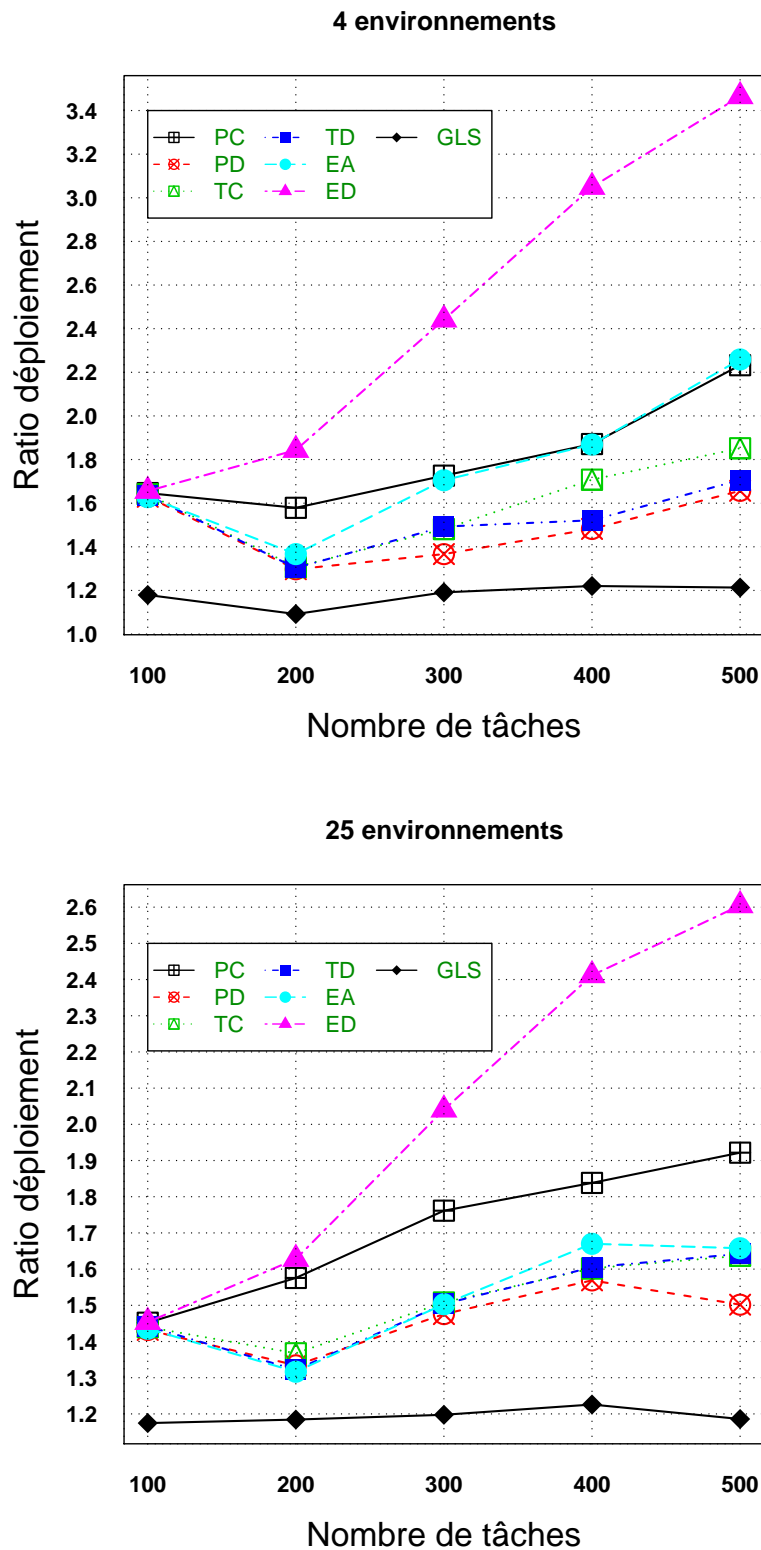 4 environnements
3.4
3.2
3.0
2.8
2.6
2.4
2.2
2.0
1.8
1.6
1.4
1.2
1.0
Ratio déploiement
PC TD GLS
PD EA
TC ED
100 200 300 400 500
Nombre de tâches
25 environnements
2.6
2.5
2.4
2.3
2.2
2.1
2.0
1.9
1.8
1.7
1.6
1.5
1.4
1.3
1.2
Ratio déploiement
PC TD GLS
PD EA
TC ED
100 200 300 400 500
Nombre de tâches